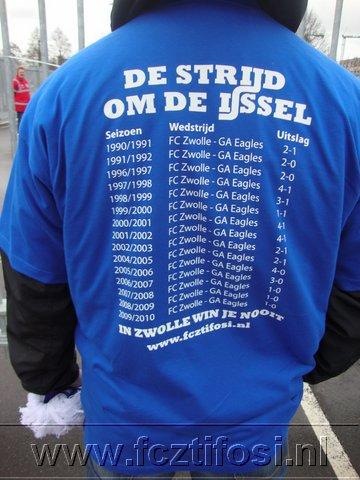 DE STRIJD
OM DE IJSSEL
Seizoen Wedstrijd Uitslag
1990/1991 FC Zwolle - GA Eagles 2-1
1991/1992 FC Zwolle - GA Eagles 2-0
1996/1997 FC Zwolle - GA Eagles 2-0
1997/1998 FC Zwolle - GA Eagles 4-1
1998/1999 FC Zwolle - GA Eagles 3-1
1999/2000 FC Zwolle - GA Eagles 1-1
2000/2001 FC Zwolle - GA Eagles
2001/2002 FC Zwolle - GA Eagles
2002/2003 FC Zwolle - GA Eagles 2-1
2004/2005 FC Zwolle - GA Eagles 2-1
2005/2006 FC Zwolle - GA Eagles 4-0
2006/2007 FC Zwolle - GA Eagles 3-0
2007/2008 FC Zwolle - GA Eagles 1-0
2008/2009 FC Zwolle - GA Eagles 1-0
2009/2010 FC Zwolle - GA Eagles 1-0
IN ZWOLLE WIN JE NOOIT
www.fcztifosi.nl
www.fcztifosi.nl